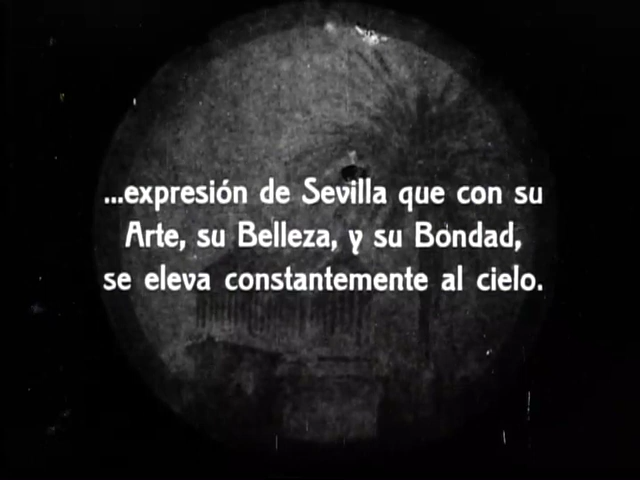 ...expresión de Sevilla que con su
Arte, su Belleza, y su Bondad,
se eleva constantemente al cielo.